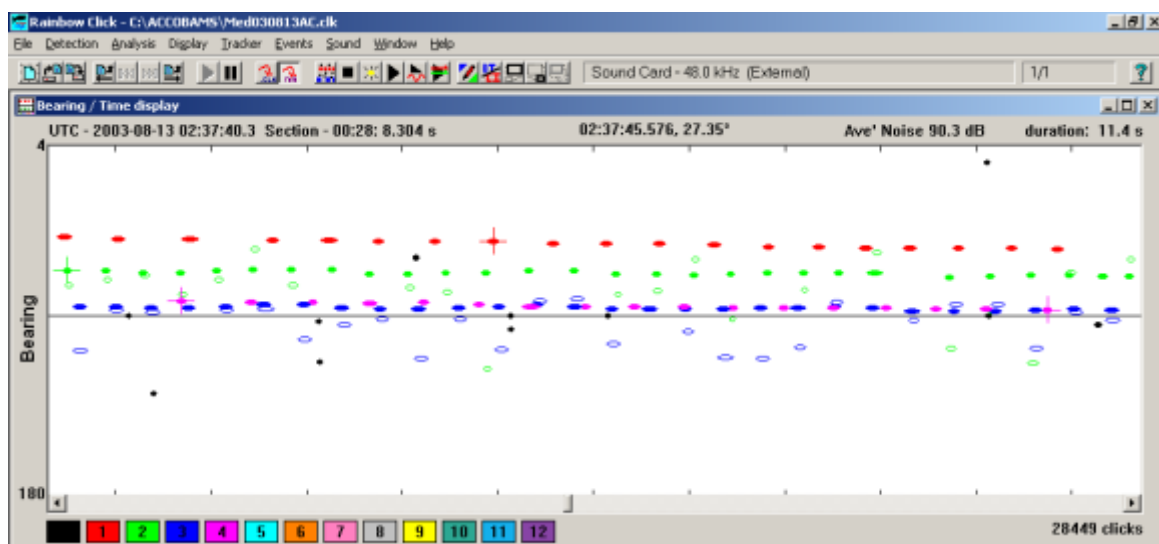 Rainbow Click - C:\ACCOBAMS\Med030813AC.clk
File Detection Analysis Display Tracker Events Sound Window Help
Sound Card - 48.0 kHz (External) 1/1
Bearing / Time display
UTC - 2003-08-13 02:37:40.3 Section - 00:28: 8.304 s 02:37:45.576, 27.35° Ave' Noise 90.3 dB duration: 11.4 s
4
Bearing
180
1 2 3 4 5 6 7 8 9 10 11 12 28449 clicks